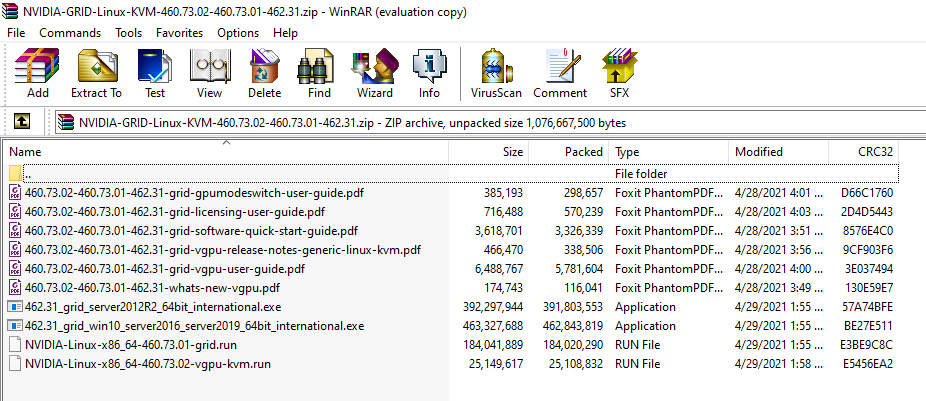 NVIDIA-GRID-Linux-KVM-460.73.02-460.73.01-462.31.zip - WinRAR (evaluation copy)
File Commands Tools Favorites Options Help
Add Extract To Test View Delete Find Wizard Info VirusScan Comment SFX
NVIDIA-GRID-Linux-KVM-460.73.02-460.73.01-462.31.zip - ZIP archive, unpacked size 1,076,667,500 bytes
Name Size Packed Type Modified CRC32
.. File folder
460.73.02-460.73.01-462.31-grid-gpumodeswitch-user-guide.pdf 385,193 298,657 Foxit PhantomPDF... 4/28/2021 4:01 ... D66C1760
460.73.02-460.73.01-462.31-grid-licensing-user-guide.pdf 716,488 570,239 Foxit PhantomPDF... 4/28/2021 4:03 ... 2D4D5443
460.73.02-460.73.01-462.31-grid-software-quick-start-guide.pdf 3,618,701 3,326,339 Foxit PhantomPDF... 4/28/2021 3:51 ... 8576E4C0
460.73.02-460.73.01-462.31-grid-vgpu-release-notes-generic-linux-kvm.pdf 466,470 338,506 Foxit PhantomPDF... 4/28/2021 3:56 ... 9CF903F6
460.73.02-460.73.01-462.31-grid-vgpu-user-guide.pdf 6,488,767 5,781,604 Foxit PhantomPDF... 4/28/2021 4:00 ... 3E037494
460.73.02-460.73.01-462.31-whats-new-vgpu.pdf 174,743 116,041 Foxit PhantomPDF... 4/28/2021 3:49 ... 130E59E7
462.31_grid_server2012R2_64bit_international.exe 392,297,944 391,803,553 Application 4/29/2021 1:55 ... 57A74BFE
462.31_grid_win10_server2016_server2019_64bit_international.exe 463,327,688 462,843,819 Application 4/29/2021 1:55 ... BE27E511
NVIDIA-Linux-x86_64-460.73.01-grid.run 184,041,889 184,020,290 RUN File 4/29/2021 1:55 ... E3BE9C8C
NVIDIA-Linux-x86_64-460.73.02-vgpu-kvm.run 25,149,617 25,108,832 RUN File 4/29/2021 1:58 ... E5456EA2